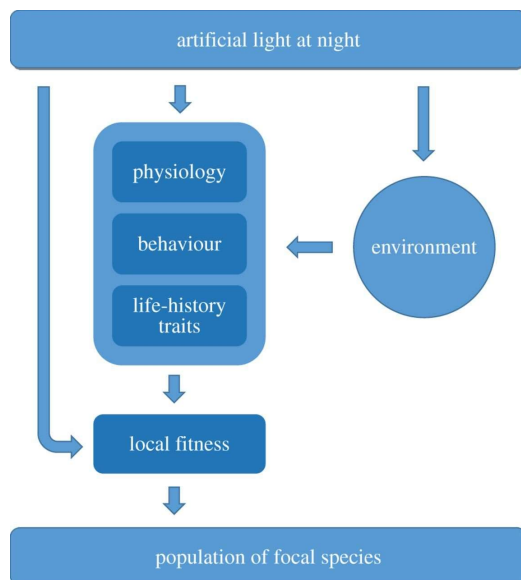 artificial light at night
physiology
behaviour
environment
life-history
traits
local fitness
population of focal species